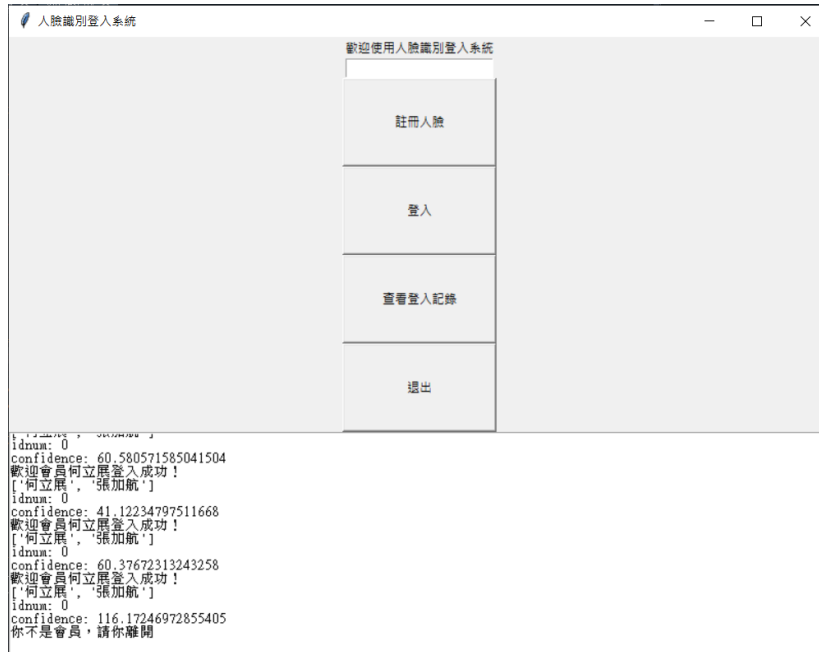 人臉識別登入系統
歡迎使用人臉識別登入系統
註冊人臉
登入
查看登入記錄
退出
idnum: 0
confidence: 60.580571585041504
歡迎會員何立展登入成功！
['何立展', '張加航']
idnum: 0
confidence: 41.12234797511668
歡迎會員何立展登入成功！
['何立展', '張加航']
idnum: 0
confidence: 60.37672313243258
歡迎會員何立展登入成功！
['何立展', '張加航']
idnum: 0
confidence: 116.17246972855405
你不是會員，請你離開